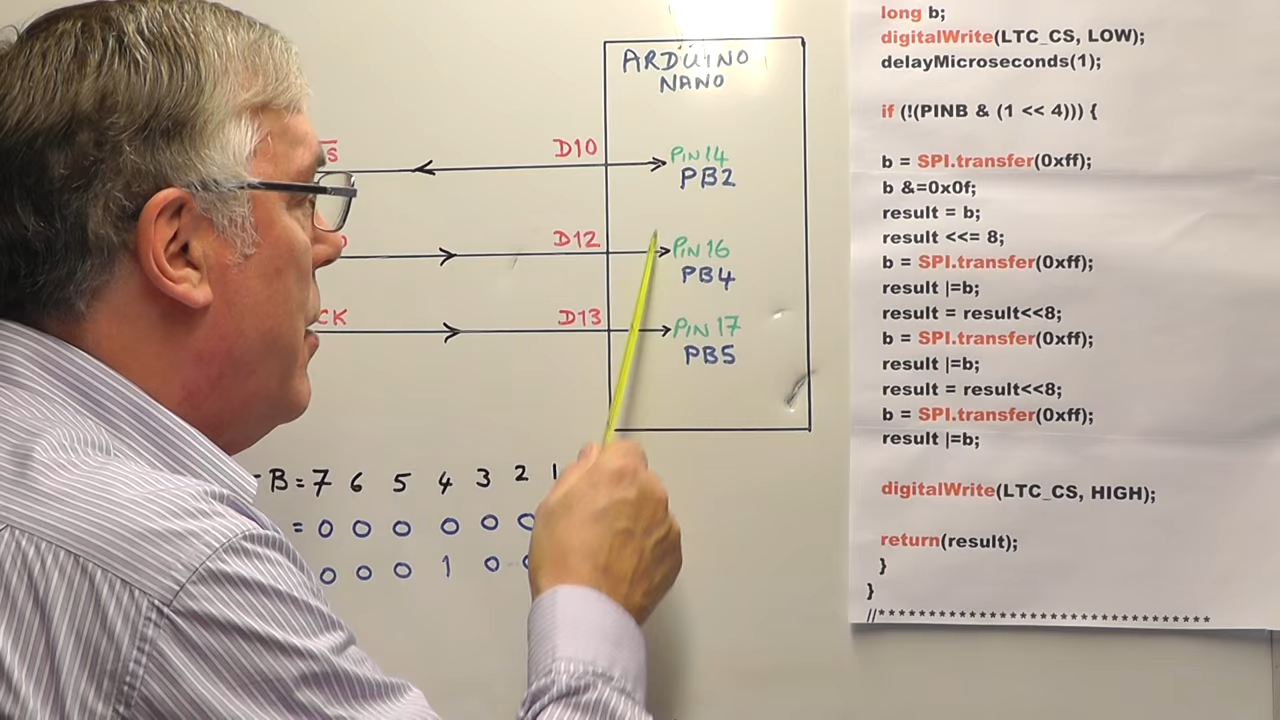 ARDUINO
NANO
D10
PIN 14
PB2
D12
PIN 16
PB4
CK
D13
PIN 17
PB5
B = 7 6 5 4 3 2 1
= 0 0 0 0 0 0
0 0 0 1 0
long b;
digitalWrite(LTC_CS, LOW);
delayMicroseconds(1);
if (!(PINB & (1 << 4))) {
b = SPI.transfer(0xff);
b &=0x0f;
result = b;
result <<= 8;
b = SPI.transfer(0xff);
result |=b;
result = result<<8;
b = SPI.transfer(0xff);
result |=b;
result = result<<8;
b = SPI.transfer(0xff);
result |=b;
digitalWrite(LTC_CS, HIGH);
return(result);
}
}
//*********************************